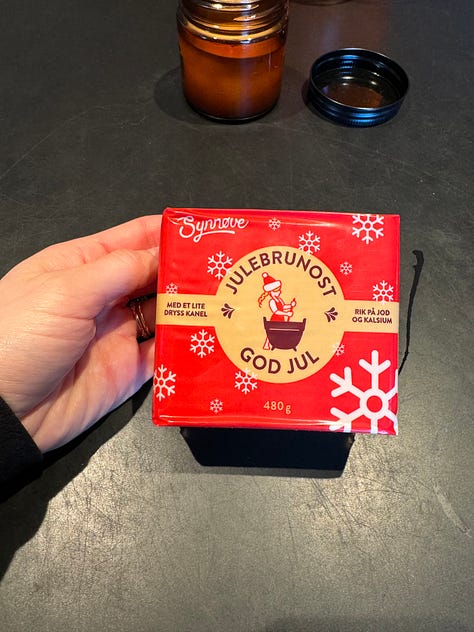 Synnøve
JULEBRUNOST
MED ET LITE
DRYSS KANEL
RIK PÅ JOD
OG KALSIUM
GOD JUL
480 g